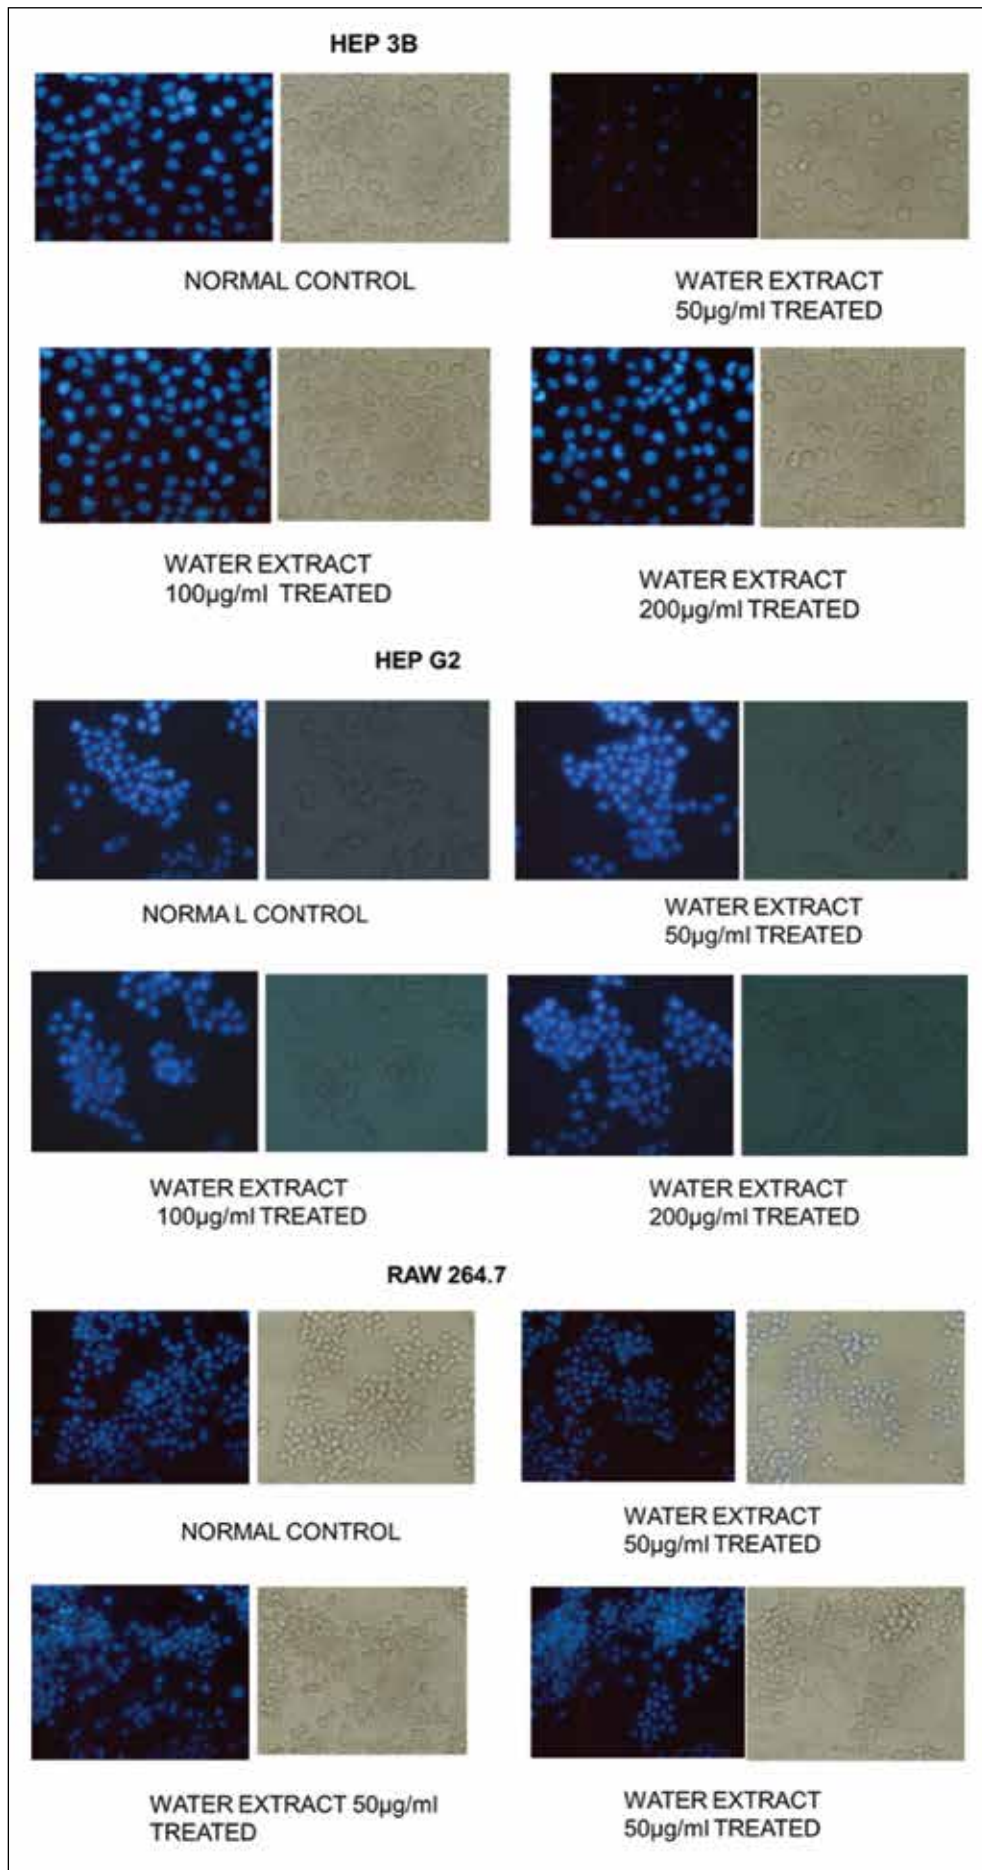 HEP 3B
NORMAL CONTROL
WATER EXTRACT
50µg/ml TREATED
WATER EXTRACT
100µg/ml TREATED
WATER EXTRACT
200µg/ml TREATED
HEP G2
NORMA L CONTROL
WATER EXTRACT
50µg/ml TREATED
WATER EXTRACT
100µg/ml TREATED
WATER EXTRACT
200µg/ml TREATED
RAW 264.7
NORMAL CONTROL
WATER EXTRACT
50µg/ml TREATED
WATER EXTRACT 50µg/ml
TREATED
WATER EXTRACT
50µg/ml TREATED